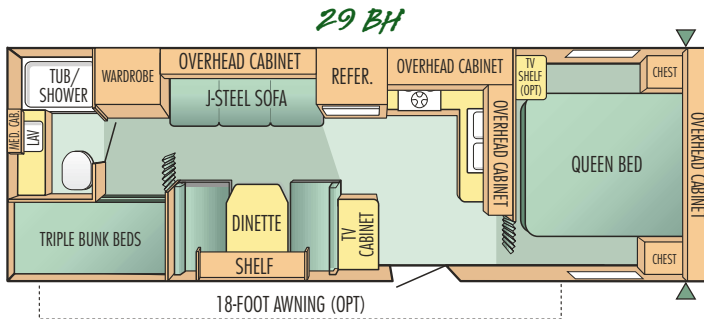 29 BH
TUB/
SHOWER
WARDROBE
OVERHEAD CABINET
J-STEEL SOFA
REFER.
OVERHEAD CABINET
TV
SHELF
(OPT)
CHEST
MED. CAB.
LAV
OVERHEAD CABINET
QUEEN BED
OVERHEAD CABINET
TRIPLE BUNK BEDS
DINETTE
SHELF
TV
CABINET
CHEST
18-FOOT AWNING (OPT)